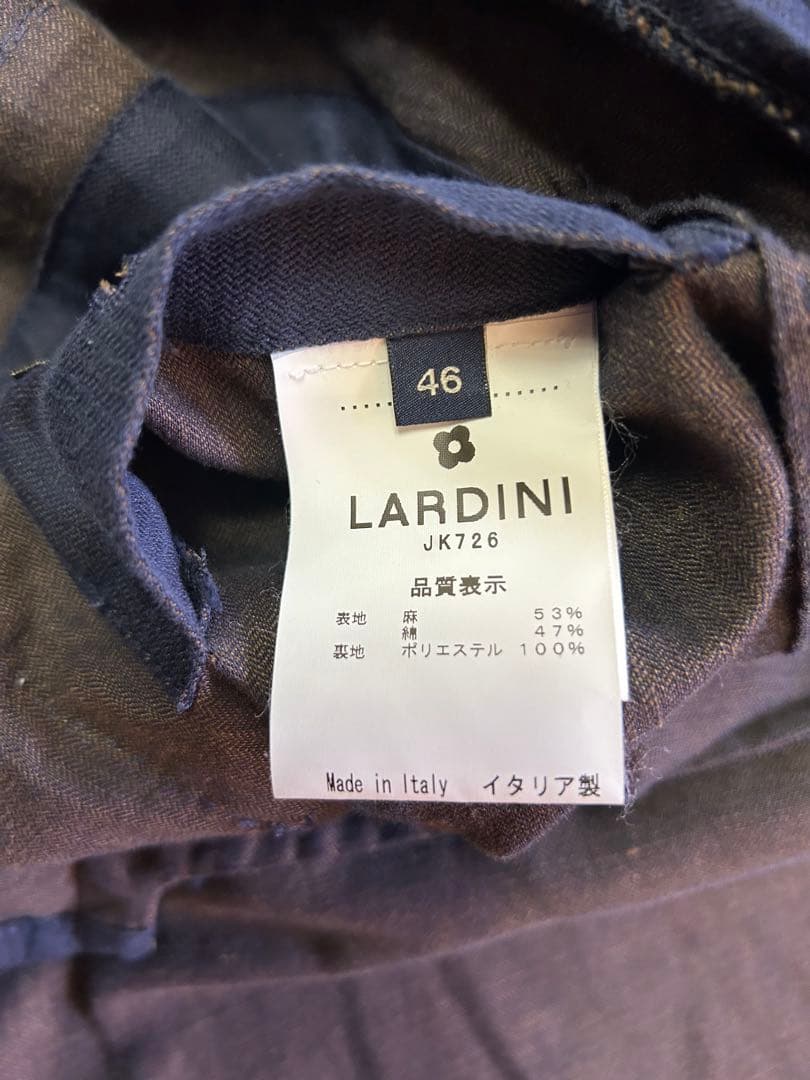 46
LARDINI
JK726
品質表示
表地 麻 53%
綿 47%
裏地 ポリエステル 100%
Made in Italy イタリア製